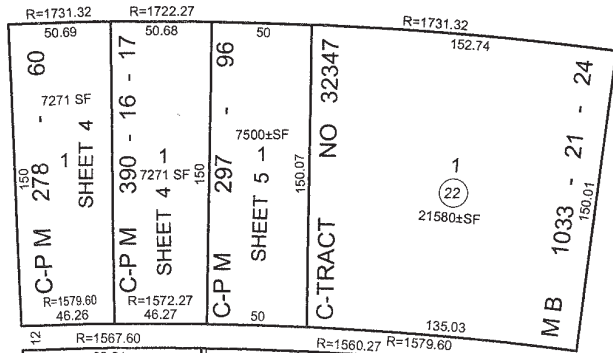 R=1731.32 R=1722.27 R=1731.32
50.69 50.68 50 152.74
C-P M 278 - 60
7271 SF
1
SHEET 4
150
R=1579.60
46.26
C-P M 390 - 16 - 17
1
7271 SF
SHEET 4
150
R=1572.27
46.27
C-P M 297 - 96
7500±SF
1
SHEET 5
150.07
50
C-TRACT NO 32347
1
22
21580±SF
M B 1033 - 21 - 24
150.01
135.03
12
R=1567.60 R=1560.27 R=1579.60